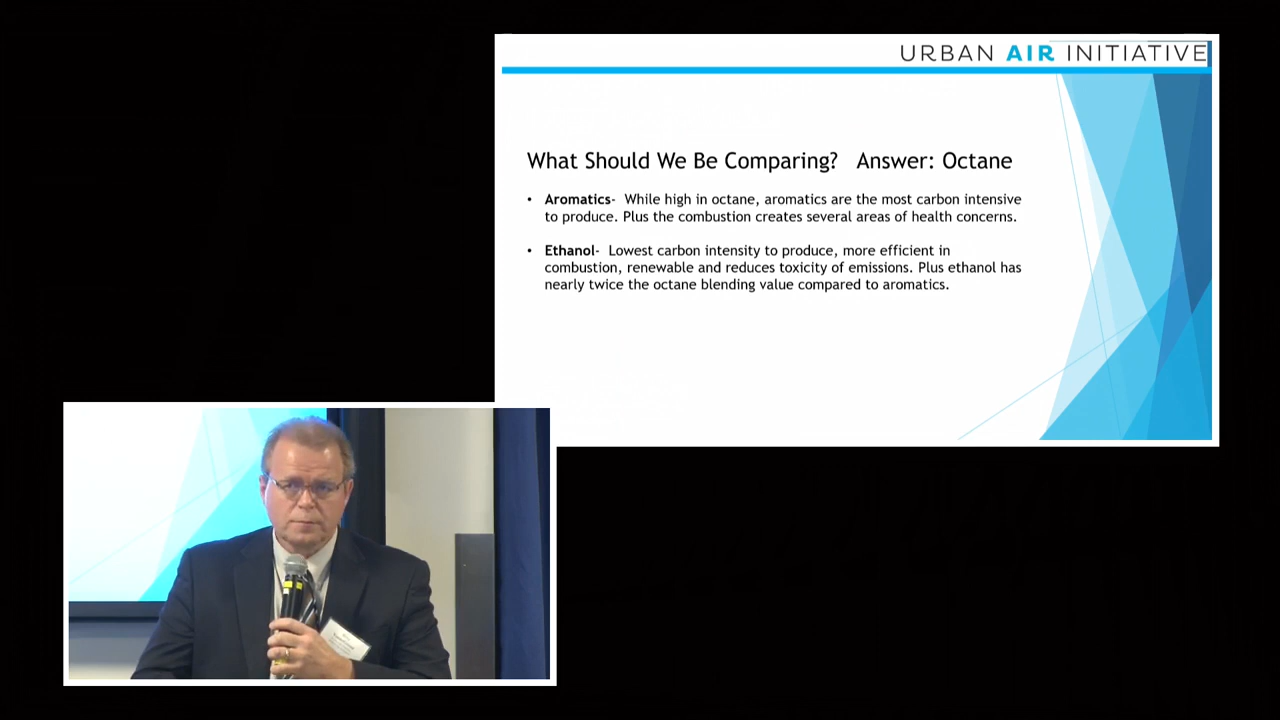 URBAN AIR INITIATIVE
What Should We Be Comparing? Answer: Octane
• Aromatics- While high in octane, aromatics are the most carbon intensive
to produce. Plus the combustion creates several areas of health concerns.
• Ethanol- Lowest carbon intensity to produce, more efficient in
combustion, renewable and reduces toxicity of emissions. Plus ethanol has
nearly twice the octane blending value compared to aromatics.